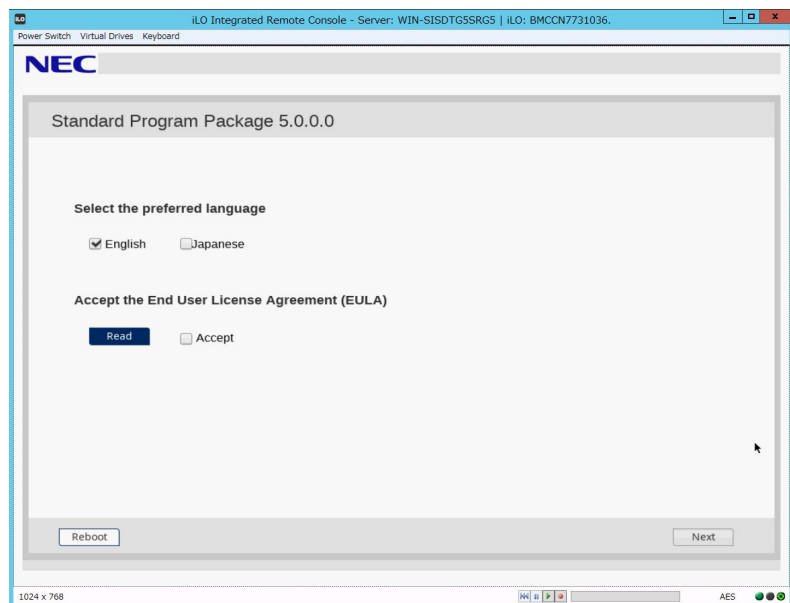 iLO iLO Integrated Remote Console - Server: WIN-SISDTG5SRG5 | iLO: BMCCN7731036.
Power Switch Virtual Drives Keyboard
NEC
Standard Program Package 5.0.0.0
Select the preferred language
English Japanese
Accept the End User License Agreement (EULA)
Read Accept
Reboot Next
1024 x 768 AES